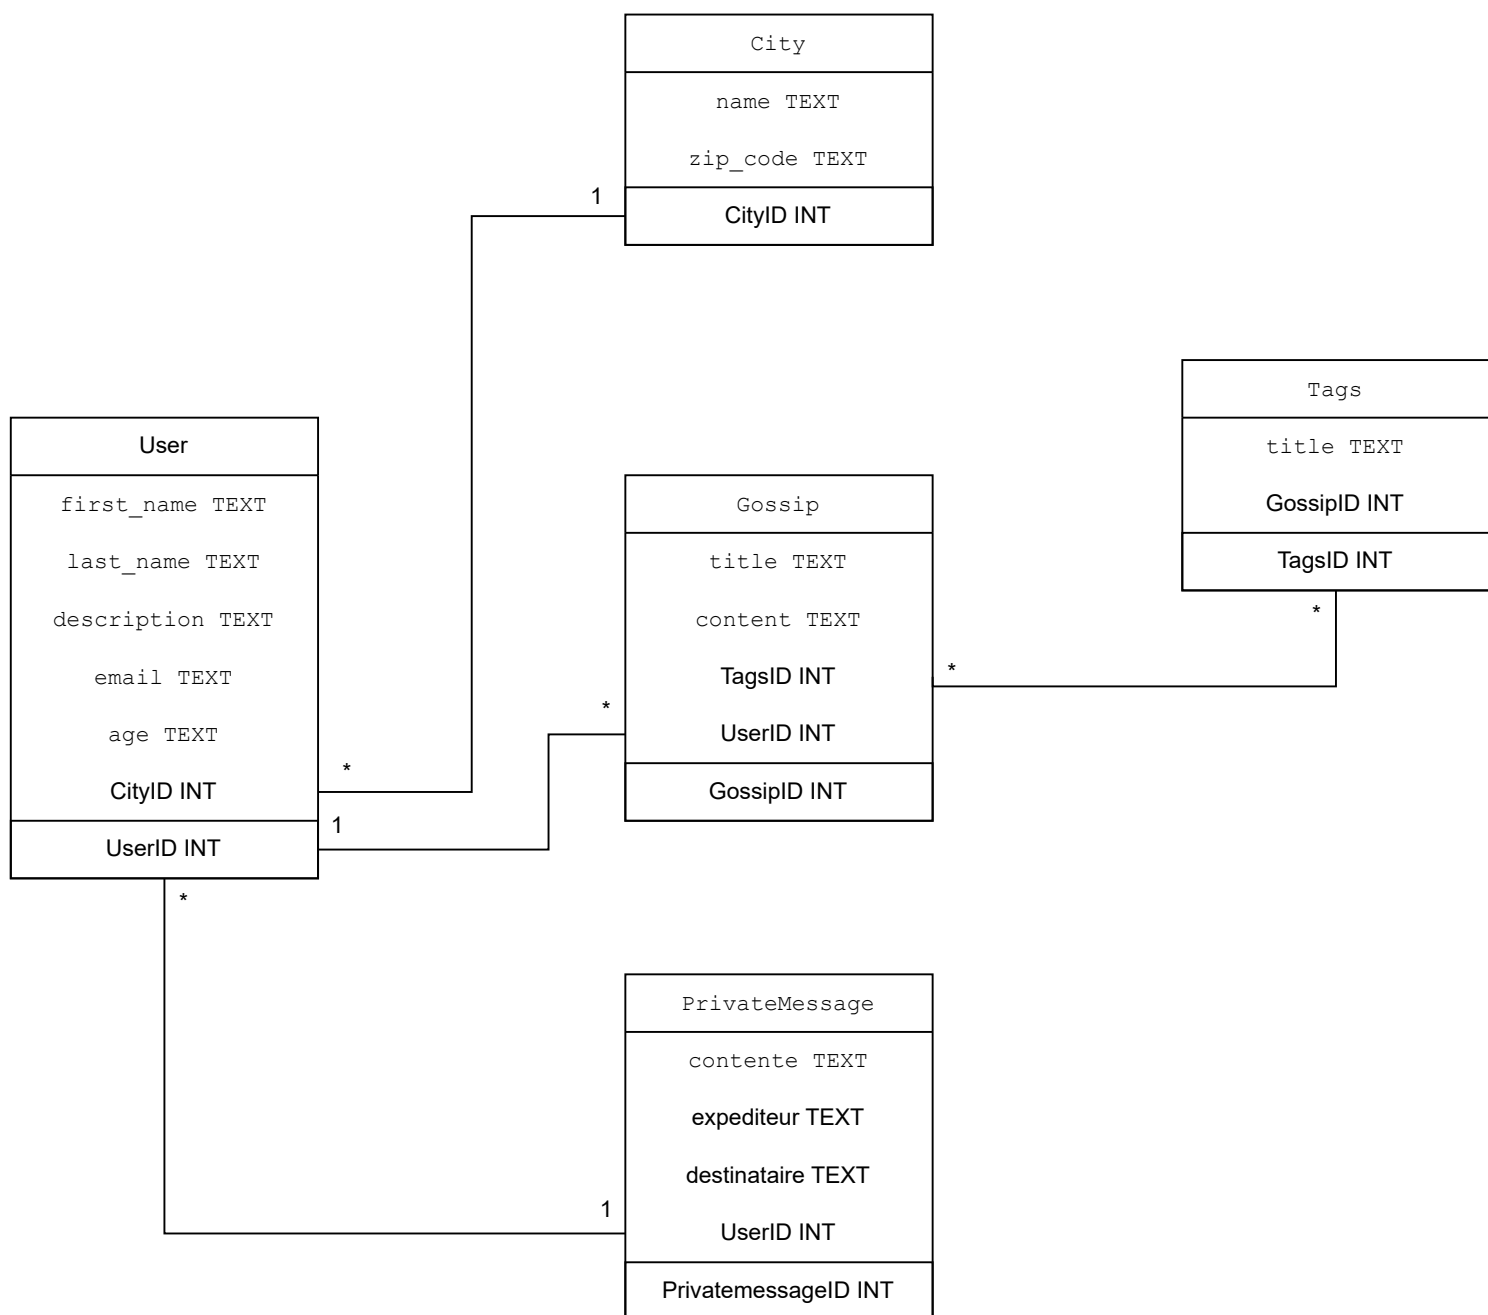 City
name TEXT
zip_code TEXT
CityID INT
1
Tags
title TEXT
GossipID INT
TagsID INT
*
User
first_name TEXT
last_name TEXT
description TEXT
email TEXT
age TEXT
CityID INT
UserID INT
*
1
*
Gossip
title TEXT
content TEXT
TagsID INT
UserID INT
GossipID INT
*
*
PrivateMessage
contente TEXT
expediteur TEXT
destinataire TEXT
UserID INT
PrivatemessageID INT
1